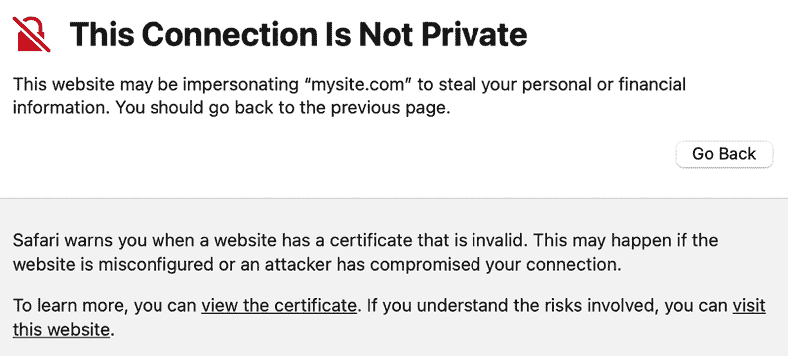 This Connection Is Not Private
This website may be impersonating “mysite.com” to steal your personal or financial
information. You should go back to the previous page.
Go Back
Safari warns you when a website has a certificate that is invalid. This may happen if the
website is misconfigured or an attacker has compromised your connection.
To learn more, you can view the certificate. If you understand the risks involved, you can visit
this website.